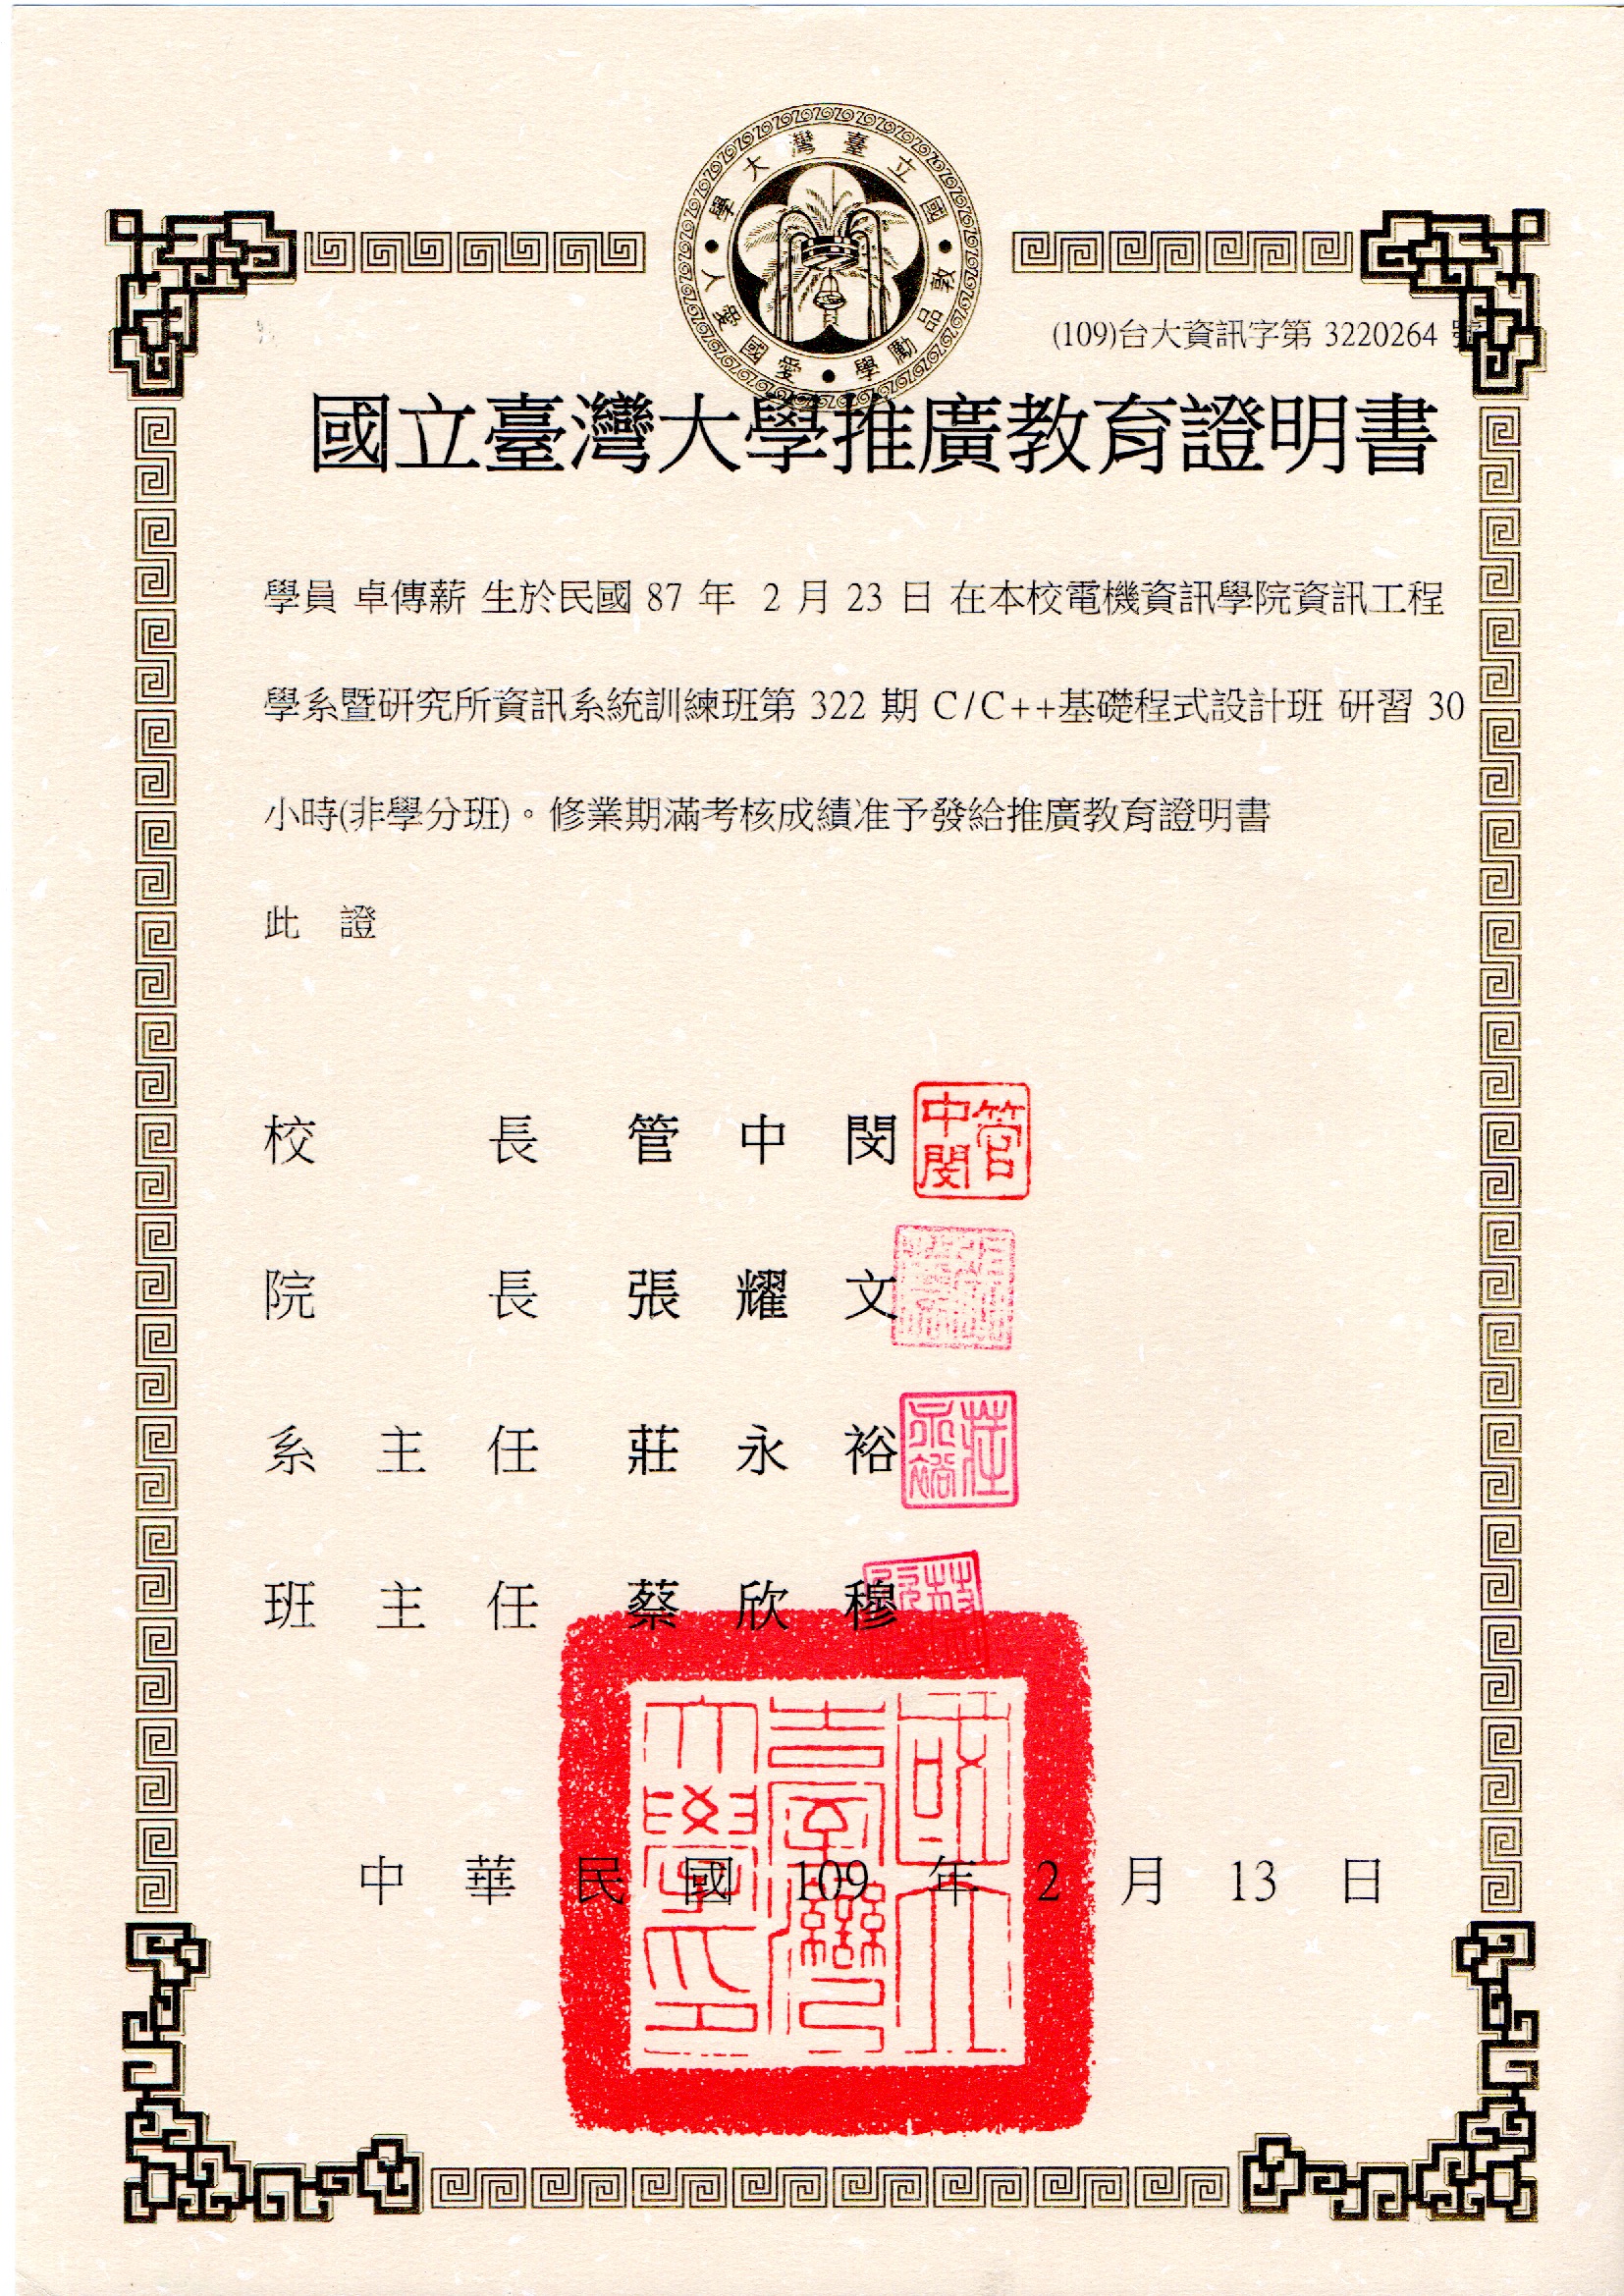 國立臺灣大學
敦品勵學・愛國愛人
(109)台大資訊字第 3220264 號
國立臺灣大學推廣教育證明書
學員 卓傳薪 生於民國 87 年 2 月 23 日 在本校電機資訊學院資訊工程
學系暨研究所資訊系統訓練班第 322 期 C/C++基礎程式設計班 研習 30
小時(非學分班)。修業期滿考核成績准予發給推廣教育證明書
此 證
校 長 管 中 閔
管中閔
院 長 張 耀 文
系 主 任 莊 永 裕
莊永裕
班 主 任 蔡 欣 穆
國立臺灣大學印
中 華 民 國 109 年 2 月 13 日